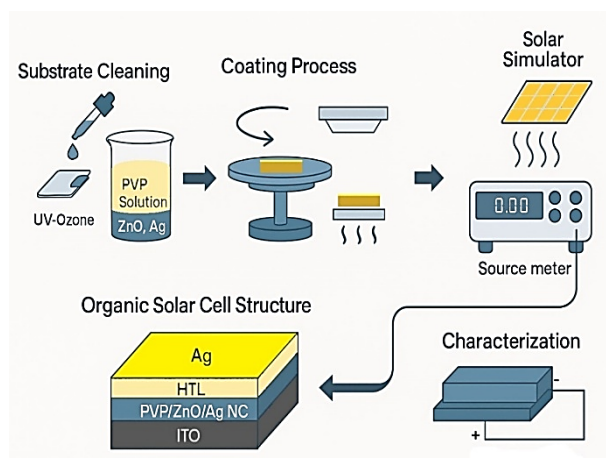 Substrate Cleaning
UV-Ozone
PVP
Solution
ZnO, Ag
Coating Process
Solar
Simulator
0.00
Source meter
Organic Solar Cell Structure
Ag
HTL
PVP/ZnO/Ag NC
ITO
Characterization
-
+